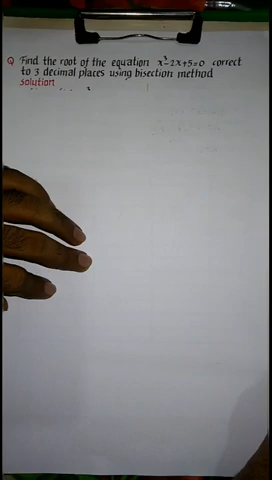 Q Find the root of the equation x³-2x+5=0 correct
to 3 decimal places using bisection method
solution